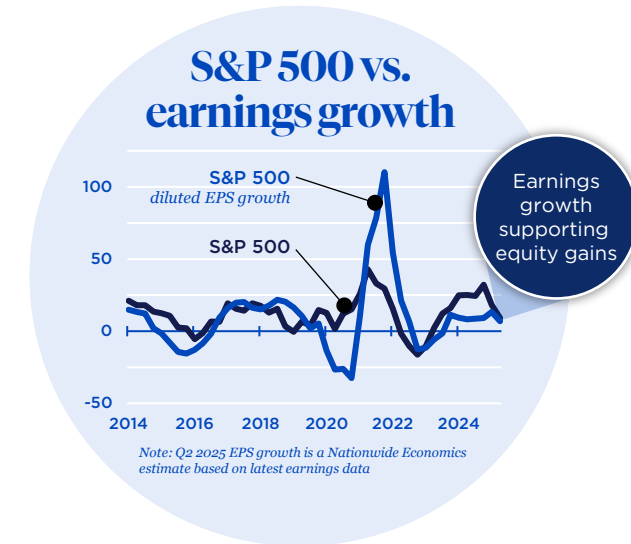 S&P 500 vs.
earnings growth
100
50
0
-50
S&P 500
diluted EPS growth
S&P 500
Earnings
growth
supporting
equity gains
2014 2016 2018 2020 2022 2024
Note: Q2 2025 EPS growth is a Nationwide Economics
estimate based on latest earnings data